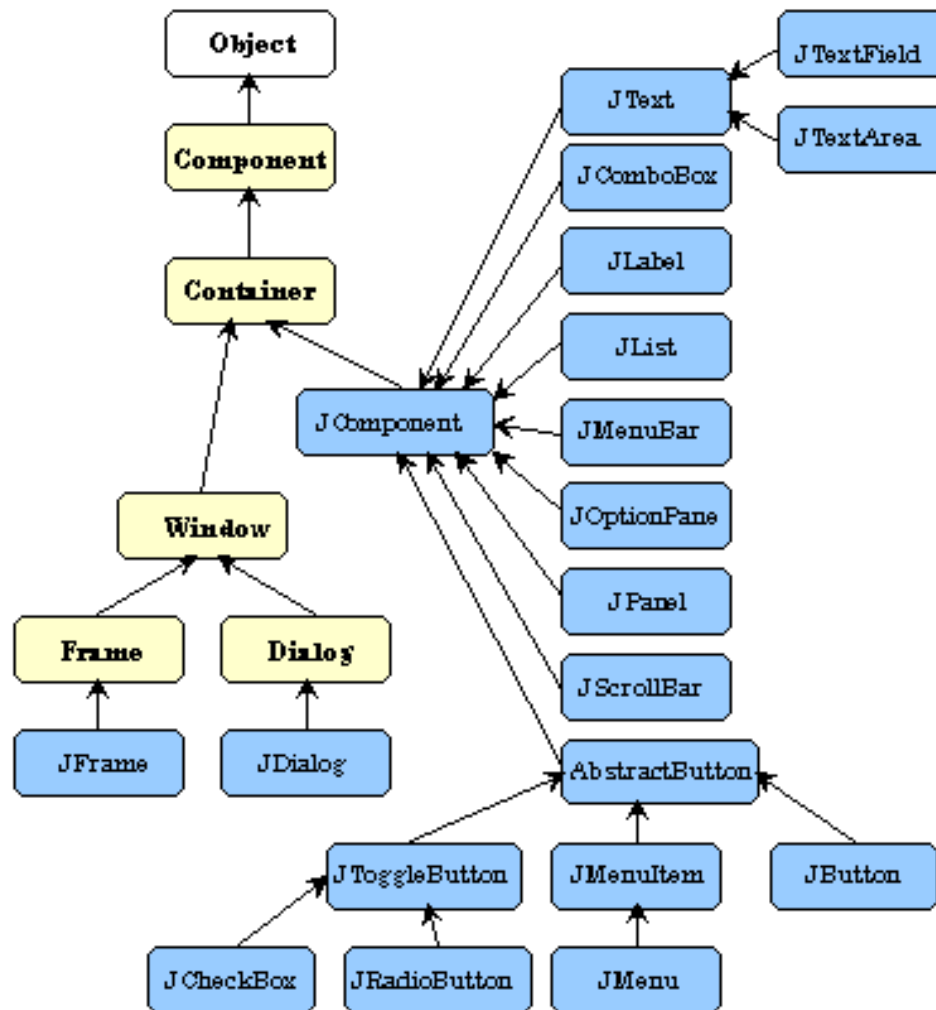 Object
JTextField
JText
JTextArea
Component
JComboBox
JLabel
Container
JList
JComponent
JMenuBar
JOptionPane
Window
JPanel
Frame
Dialog
JScrollBar
JFrame
JDialog
AbstractButton
JToggleButton
JMenuItem
JButton
JCheckBox
JRadioButton
JMenu